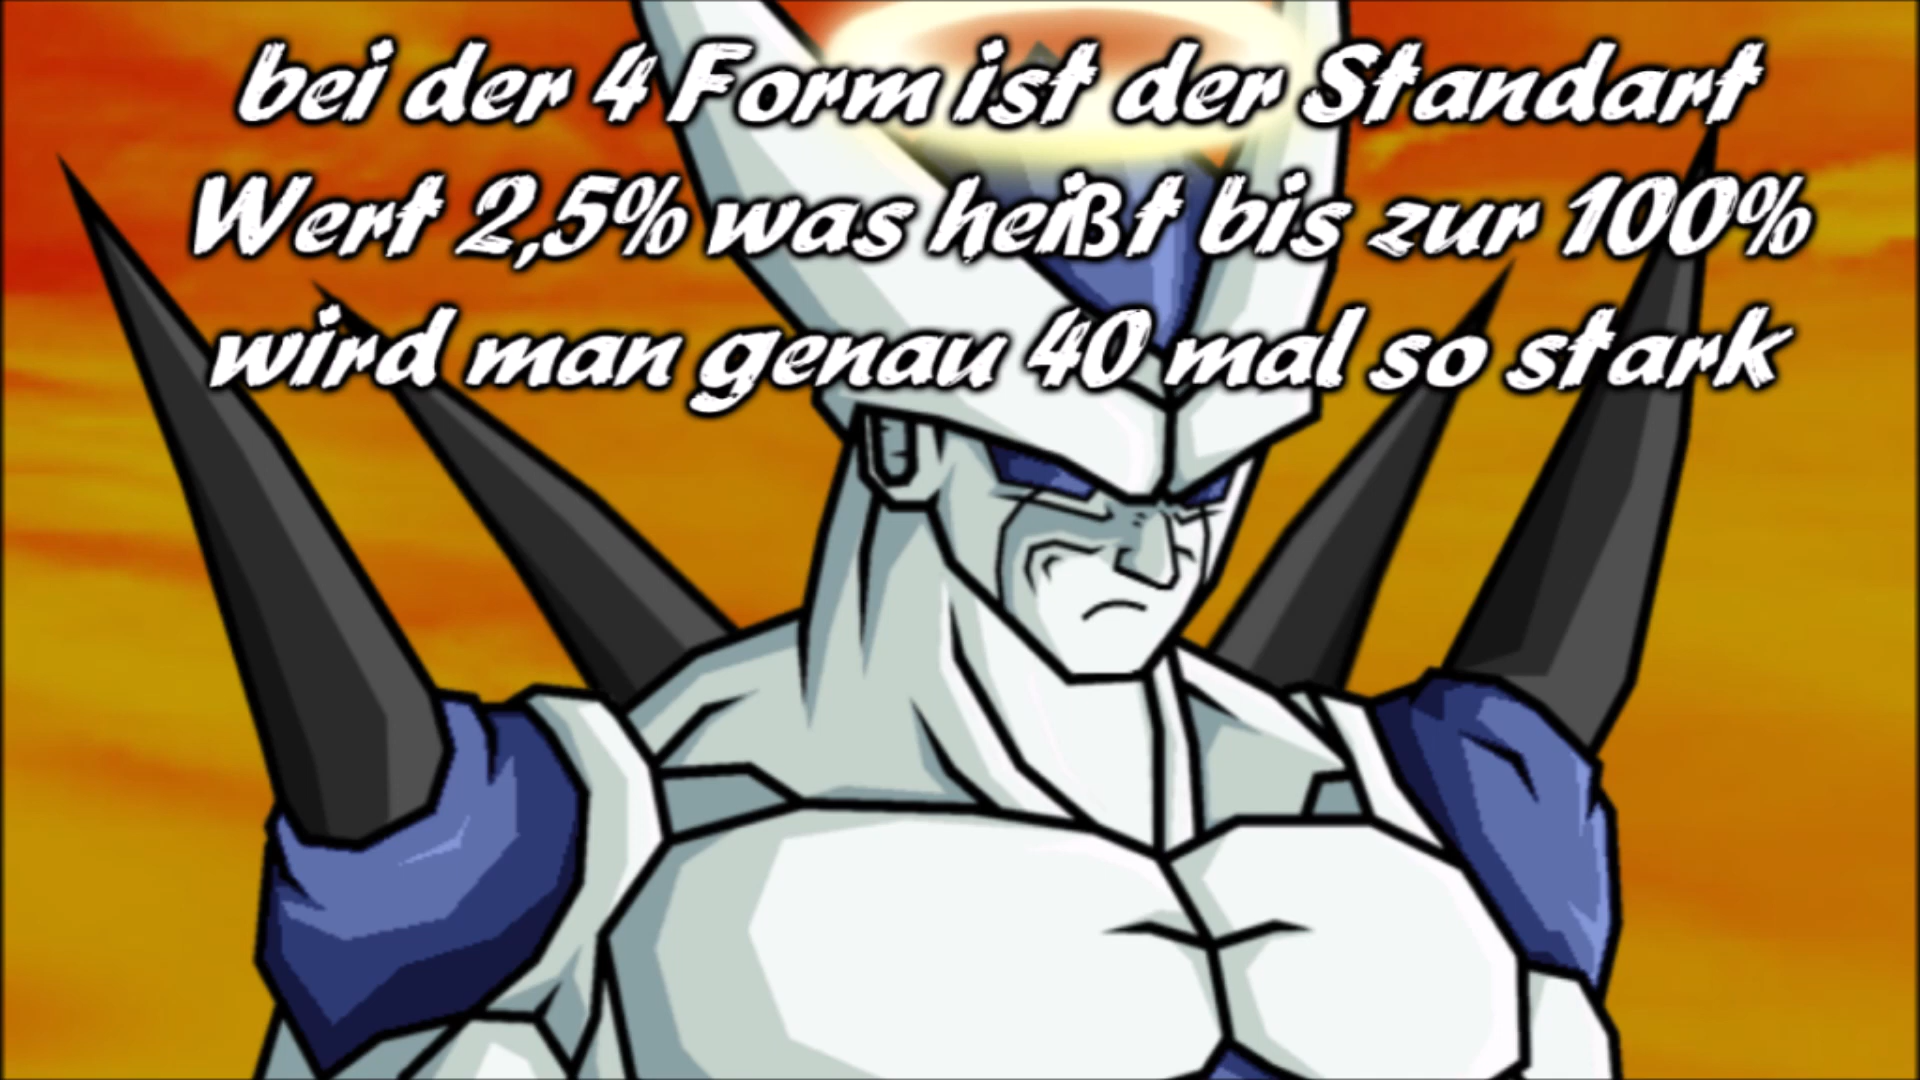 bei der 4 Form ist der Standart
Wert 2,5% was heißt bis zur 100%
wird man genau 40 mal so stark